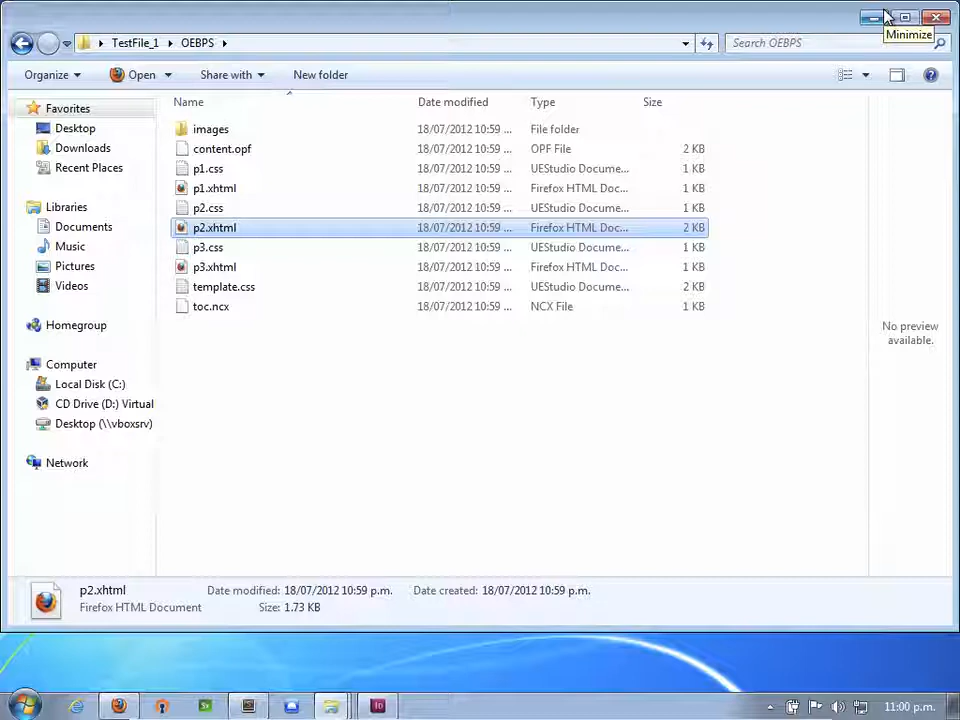 Minimize
TestFile_1 OEBPS
Search OEBPS
Organize Open Share with New folder
Name Date modified Type Size
Favorites
Desktop
Downloads
Recent Places
Libraries
Documents
Music
Pictures
Videos
Homegroup
Computer
Local Disk (C:)
CD Drive (D:) Virtual
Desktop (\\vboxsrv)
Network
images 18/07/2012 10:59 ... File folder
content.opf 18/07/2012 10:59 ... OPF File 2 KB
p1.css 18/07/2012 10:59 ... UEStudio Docume... 1 KB
p1.xhtml 18/07/2012 10:59 ... Firefox HTML Doc... 1 KB
p2.css 18/07/2012 10:59 ... UEStudio Docume... 1 KB
p2.xhtml 18/07/2012 10:59 ... Firefox HTML Doc... 2 KB
p3.css 18/07/2012 10:59 ... UEStudio Docume... 1 KB
p3.xhtml 18/07/2012 10:59 ... Firefox HTML Doc... 1 KB
template.css 18/07/2012 10:59 ... UEStudio Docume... 2 KB
toc.ncx 18/07/2012 10:59 ... NCX File 1 KB
No preview
available.
p2.xhtml Date modified: 18/07/2012 10:59 p.m. Date created: 18/07/2012 10:59 p.m.
Firefox HTML Document Size: 1.73 KB
11:00 p.m.